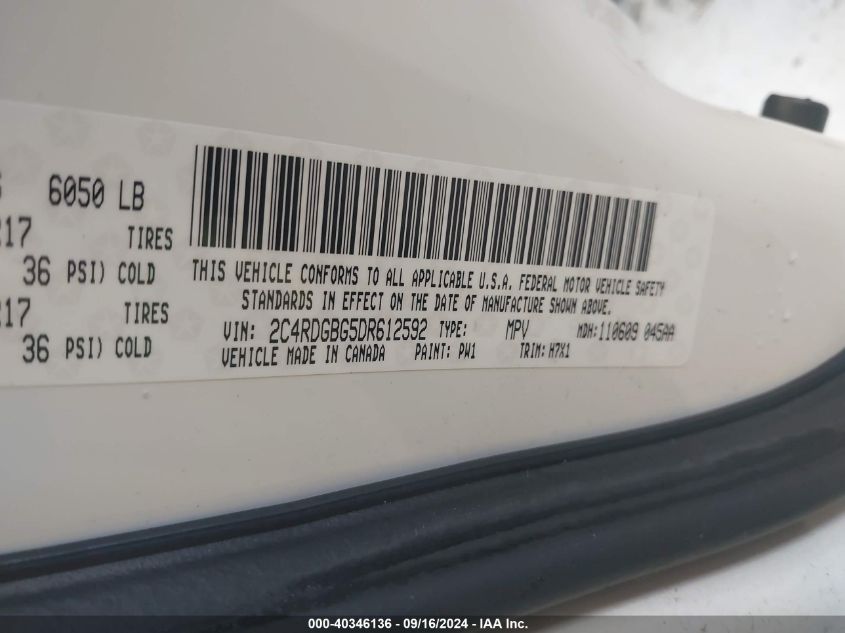 6050 LB
TIRES
36 PSI) COLD
TIRES
36 PSI) COLD
THIS VEHICLE CONFORMS TO ALL APPLICABLE U.S.A. FEDERAL MOTOR VEHICLE SAFETY
STANDARDS IN EFFECT ON THE DATE OF MANUFACTURE SHOWN ABOVE.
VIN: 2C4RDGBG5DR612592 TYPE: MPV MDH: 110609 045AA
VEHICLE MADE IN CANADA PAINT: PW1 TRIM: H7X1
000-40346136 - 09/16/2024 - IAA Inc.